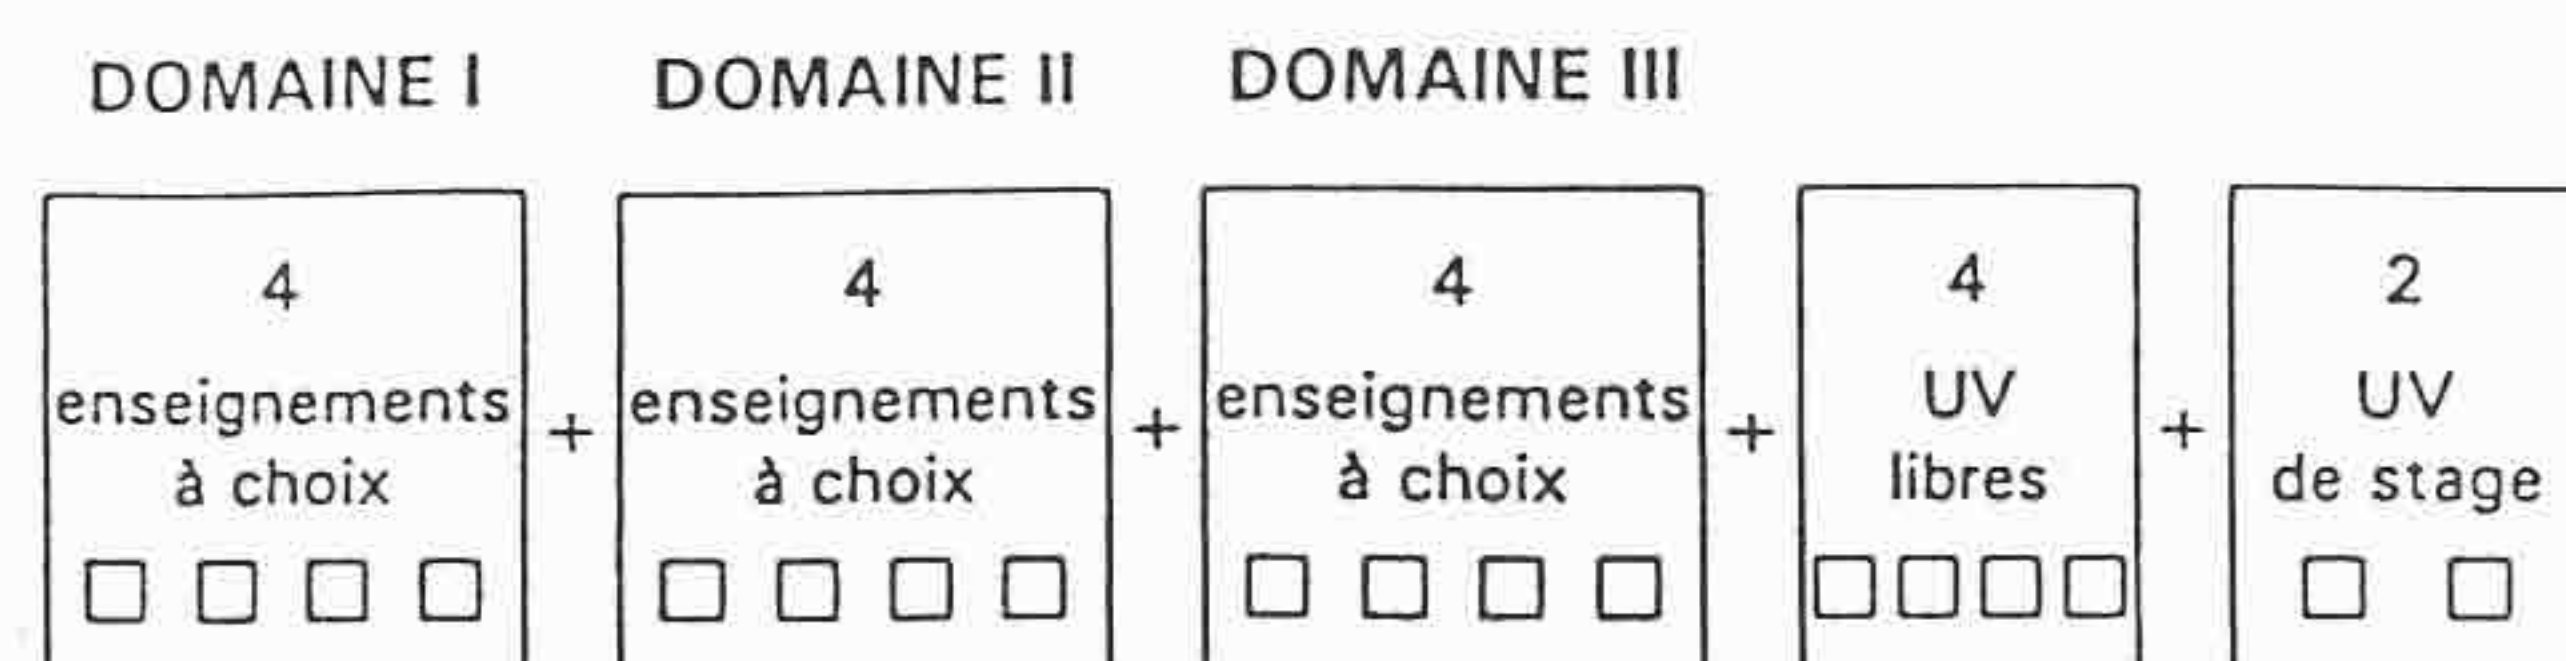 DOMAINE I
4
enseignements
à choix
+
DOMAINE II
4
enseignements
à choix
+
DOMAINE III
4
enseignements
à choix
+
4
UV
libres
+
2
UV
de stage